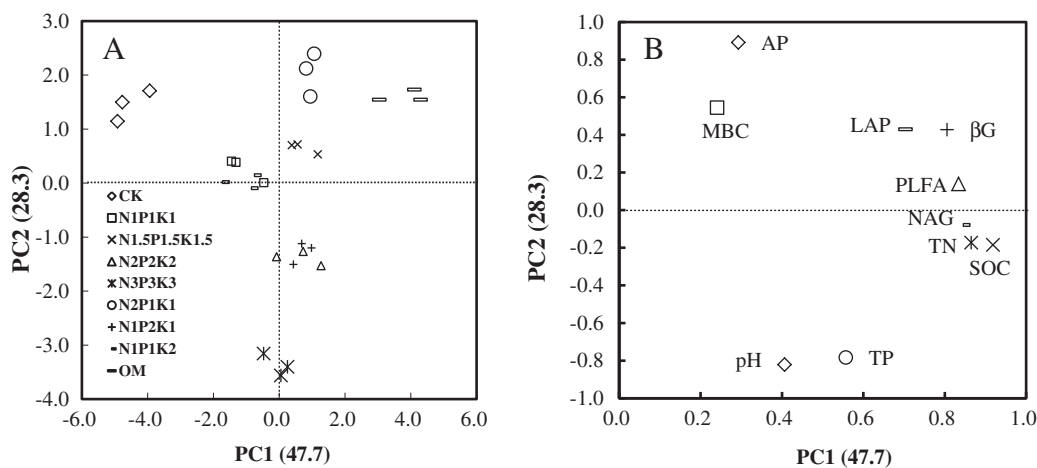 A
3.0
2.0
1.0
0.0
-1.0
-2.0
-3.0
-4.0
PC2 (28.3)
CK
N1P1K1
N1.5P1.5K1.5
N2P2K2
N3P3K3
N2P1K1
N1P2K1
N1P1K2
OM
-6.0 -4.0 -2.0 0.0 2.0 4.0 6.0
PC1 (47.7)
B
1.0
0.8
0.6
0.4
0.2
0.0
-0.2
-0.4
-0.6
-0.8
-1.0
PC2 (28.3)
AP
MBC
LAP βG
PLFA
NAG
TN
SOC
pH TP
0.0 0.2 0.4 0.6 0.8 1.0
PC1 (47.7)